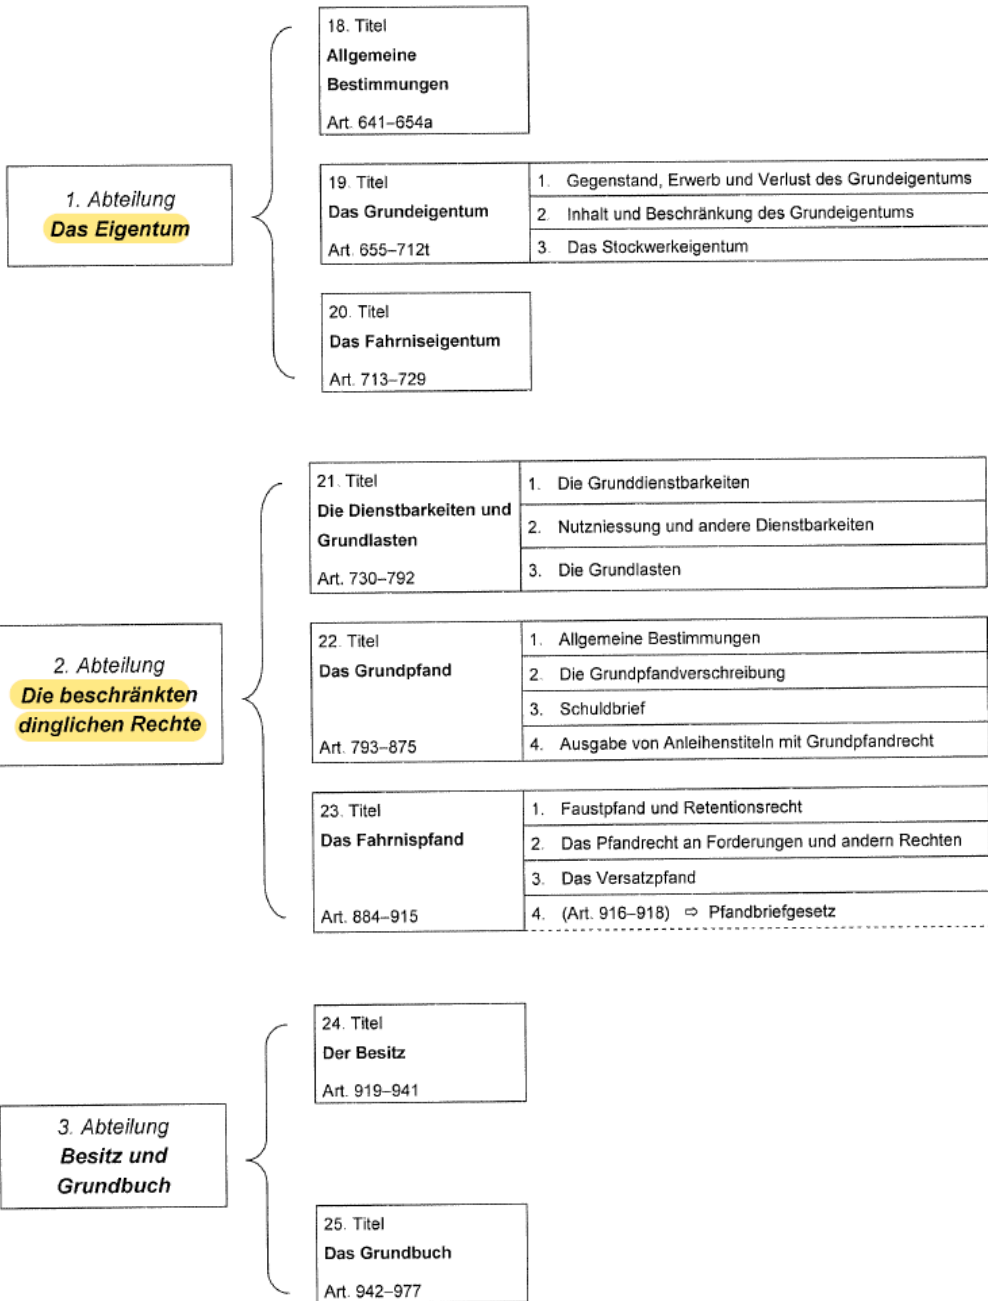 18. Titel
Allgemeine
Bestimmungen
Art. 641–654a
1. Abteilung
Das Eigentum
19. Titel
Das Grundeigentum
Art. 655–712t
1. Gegenstand, Erwerb und Verlust des Grundeigentums
2. Inhalt und Beschränkung des Grundeigentums
3. Das Stockwerkeigentum
20. Titel
Das Fahrniseigentum
Art. 713–729
2. Abteilung
Die beschränkten
dinglichen Rechte
21. Titel
Die Dienstbarkeiten und
Grundlasten
Art. 730–792
1. Die Grunddienstbarkeiten
2. Nutzniessung und andere Dienstbarkeiten
3. Die Grundlasten
22. Titel
Das Grundpfand
Art. 793–875
1. Allgemeine Bestimmungen
2. Die Grundpfandverschreibung
3. Schuldbrief
4. Ausgabe von Anleihenstiteln mit Grundpfandrecht
23. Titel
Das Fahrnispfand
Art. 884–915
1. Faustpfand und Retentionsrecht
2. Das Pfandrecht an Forderungen und andern Rechten
3. Das Versatzpfand
4. (Art. 916–918) ⇨ Pfandbriefgesetz
3. Abteilung
Besitz und
Grundbuch
24. Titel
Der Besitz
Art. 919–941
25. Titel
Das Grundbuch
Art. 942–977